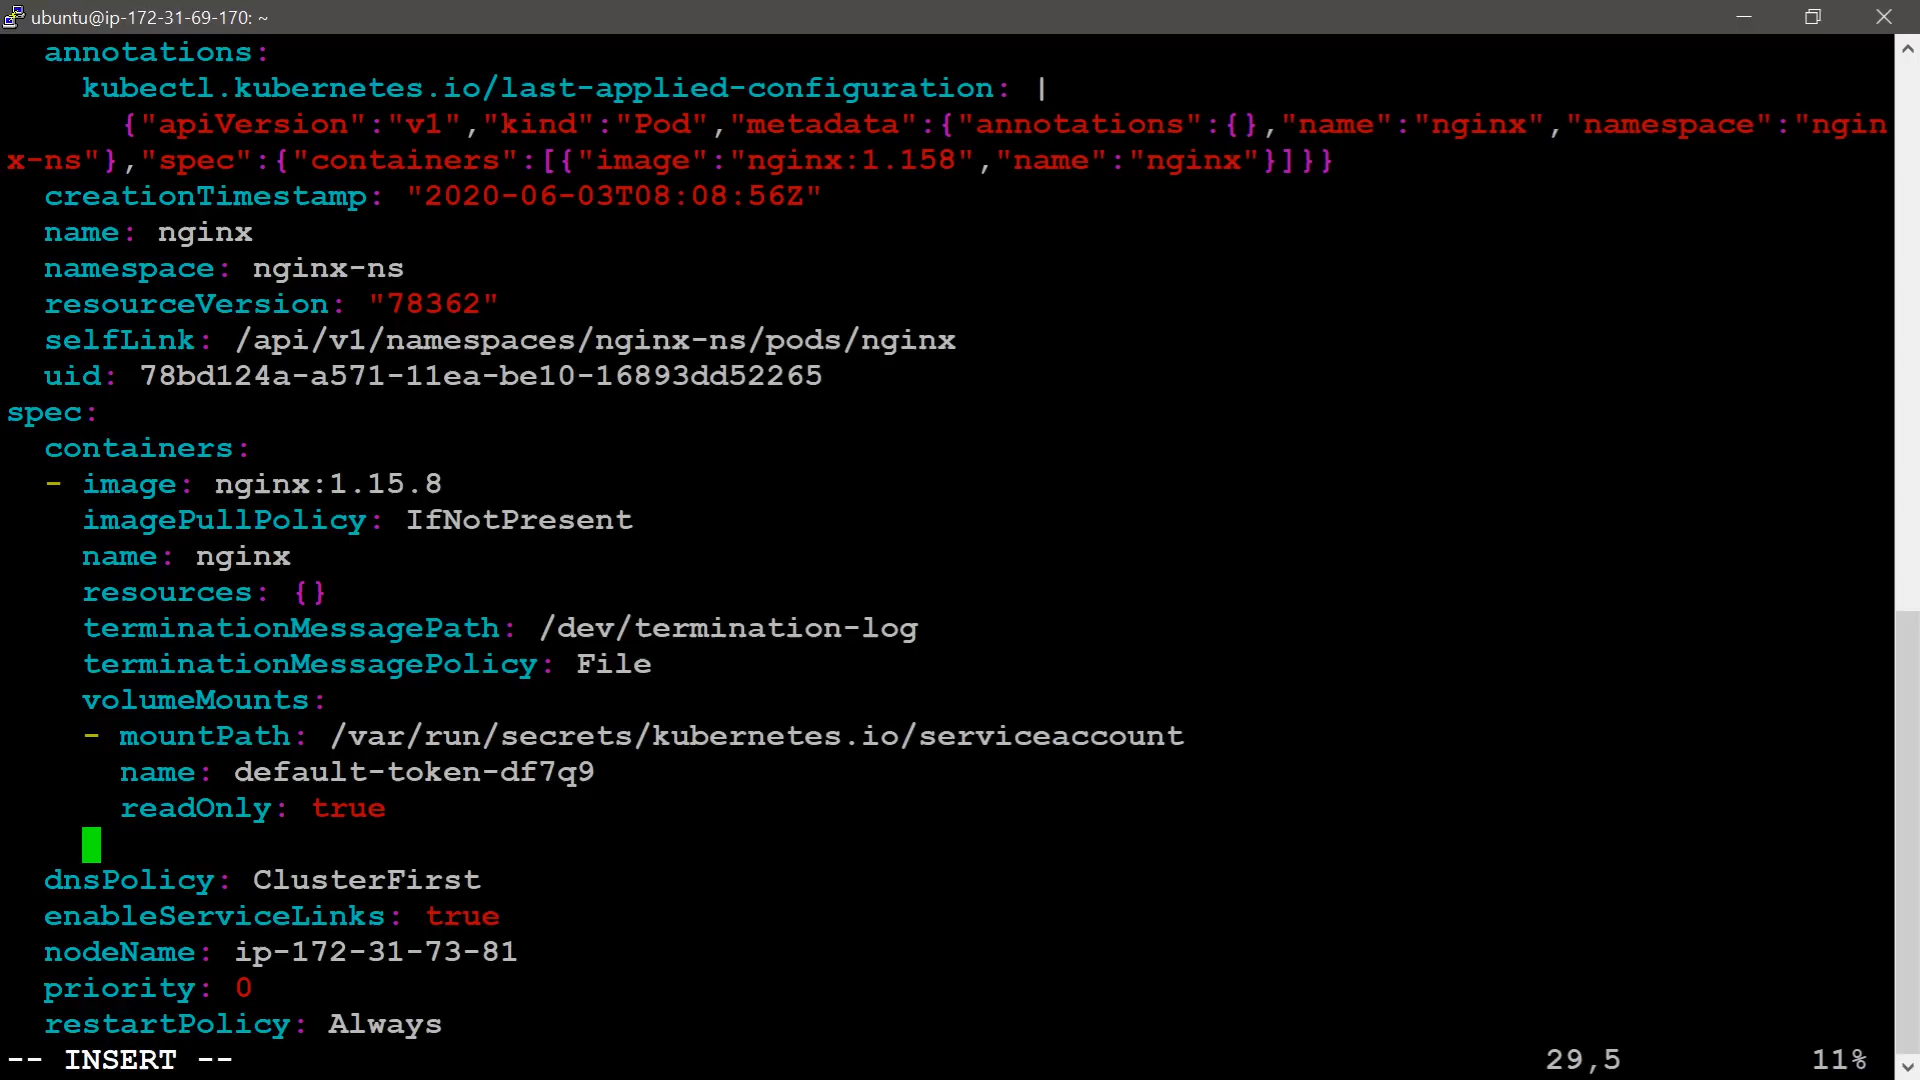 ubuntu@ip-172-31-69-170: ~
  annotations:
    kubectl.kubernetes.io/last-applied-configuration: |
      {"apiVersion":"v1","kind":"Pod","metadata":{"annotations":{},"name":"nginx","namespace":"ngin
x-ns"},"spec":{"containers":[{"image":"nginx:1.158","name":"nginx"}]}}
  creationTimestamp: "2020-06-03T08:08:56Z"
  name: nginx
  namespace: nginx-ns
  resourceVersion: "78362"
  selfLink: /api/v1/namespaces/nginx-ns/pods/nginx
  uid: 78bd124a-a571-11ea-be10-16893dd52265
spec:
  containers:
  - image: nginx:1.15.8
    imagePullPolicy: IfNotPresent
    name: nginx
    resources: {}
    terminationMessagePath: /dev/termination-log
    terminationMessagePolicy: File
    volumeMounts:
    - mountPath: /var/run/secrets/kubernetes.io/serviceaccount
      name: default-token-df7q9
      readOnly: true
  dnsPolicy: ClusterFirst
  enableServiceLinks: true
  nodeName: ip-172-31-73-81
  priority: 0
  restartPolicy: Always
-- INSERT -- 29,5 11%